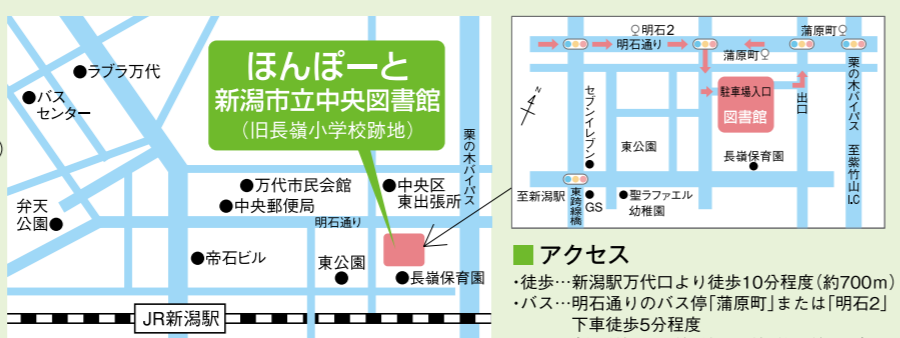 ほんぽーと
新潟市立中央図書館
（旧長嶺小学校跡地）
●ラブラ万代
●バス
センター
栗の木バイパス
●万代市民会館
●中央区
東出張所
●中央郵便局
弁天
公園●
明石通り
●帝石ビル
東公園
●
●長嶺保育園
JR新潟駅
明石2
蒲原町
明石通り
蒲原町
栗の木バイパス
至紫竹山I.C
N
セブンイレブン●
駐車場入口
図書館
出口
東公園
長嶺保育園
●
至新潟駅
東跨線橋
●GS
●聖ラファエル
幼稚園
■アクセス
・徒歩…新潟駅万代口より徒歩10分程度（約700m）
・バス…明石通りのバス停「蒲原町」または「明石2」
下車徒歩5分程度